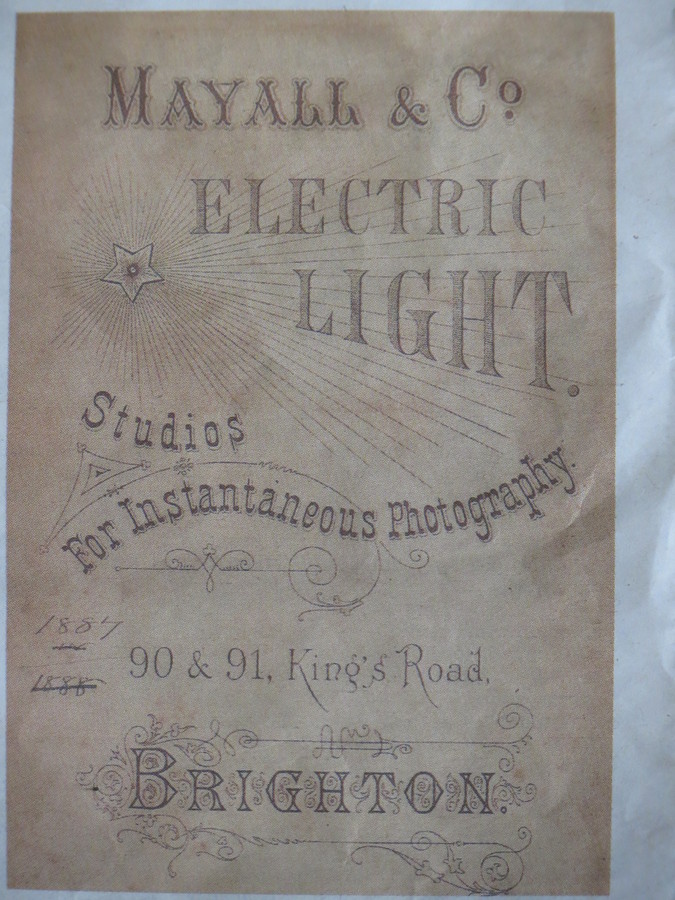 MAYALL & Co
ELECTRIC
LIGHT.
Studios
For Instantaneous Photography.
1884
1888
90 & 91, King's Road,
BRIGHTON.